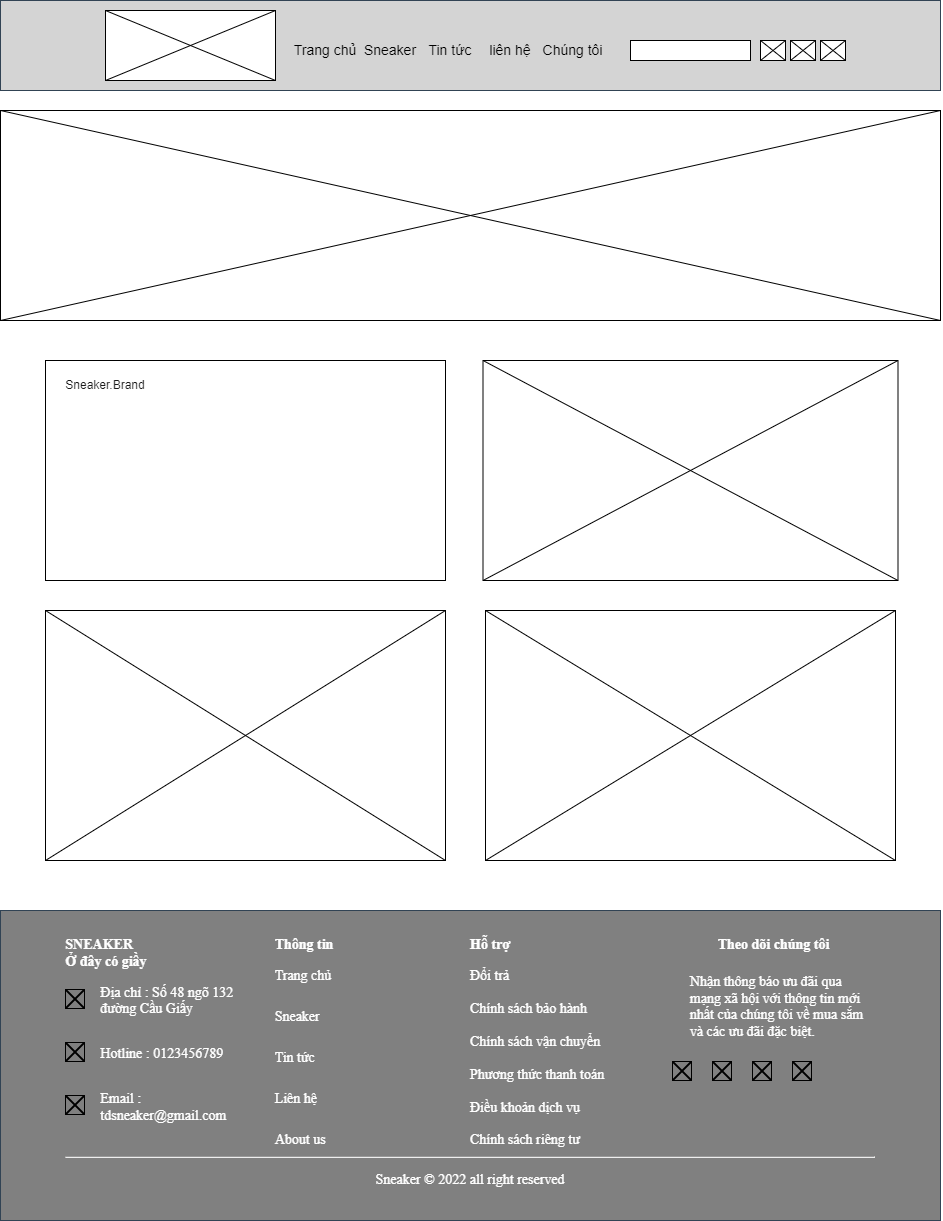 Trang chủ Sneaker Tin tức liên hệ Chúng tôi
Sneaker.Brand
SNEAKER
Ở đây có giầy
Địa chỉ : Số 48 ngõ 132
đường Cầu Giấy
Hotline : 0123456789
Email :
tdsneaker@gmail.com
Thông tin
Trang chủ
Sneaker
Tin tức
Liên hệ
About us
Hỗ trợ
Đổi trả
Chính sách bảo hành
Chính sách vận chuyển
Phương thức thanh toán
Điều khoản dịch vụ
Chính sách riêng tư
Theo dõi chúng tôi
Nhận thông báo ưu đãi qua
mạng xã hội với thông tin mới
nhất của chúng tôi về mua sắm
và các ưu đãi đặc biệt.
Sneaker © 2022 all right reserved